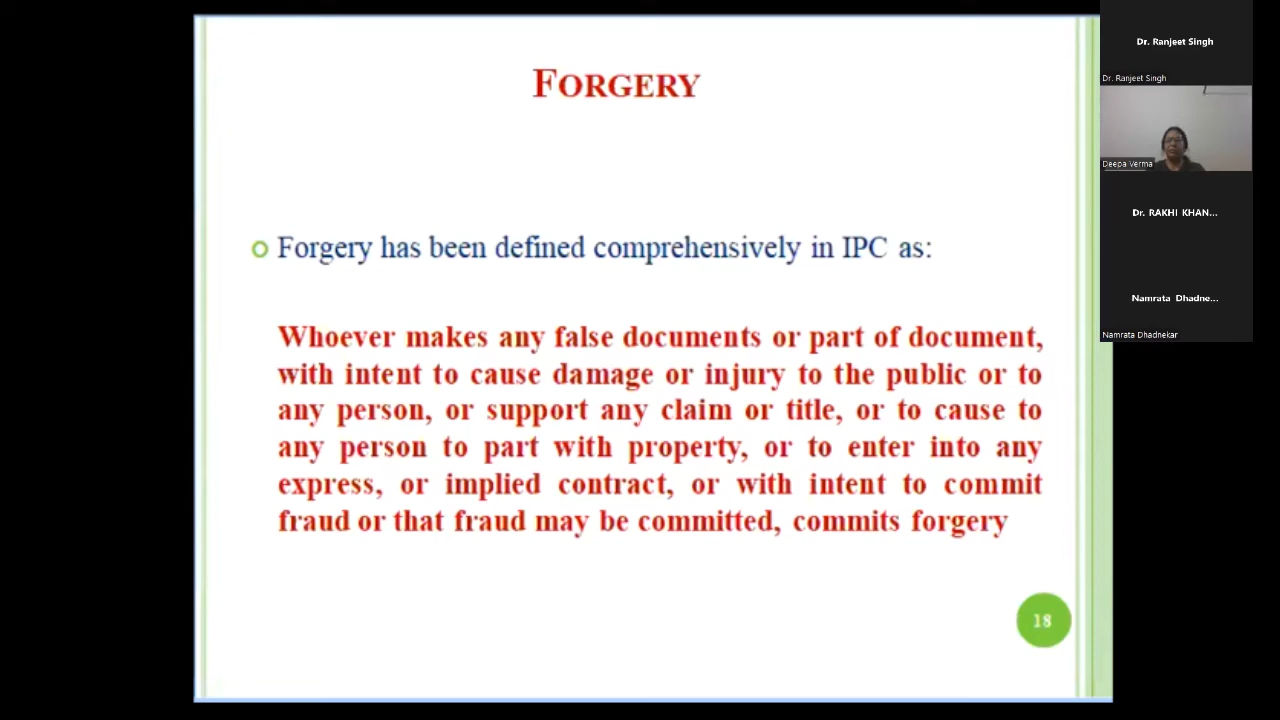 FORGERY
Forgery has been defined comprehensively in IPC as:
Whoever makes any false documents or part of document,
with intent to cause damage or injury to the public or to
any person, or support any claim or title, or to cause to
any person to part with property, or to enter into any
express, or implied contract, or with intent to commit
fraud or that fraud may be committed, commits forgery
18
Dr. Ranjeet Singh
Dr. Ranjeet Singh
Deepa Verma
Dr. RAKHI KHAN...
Namrata Dhadne...
Namrata Dhadnekar